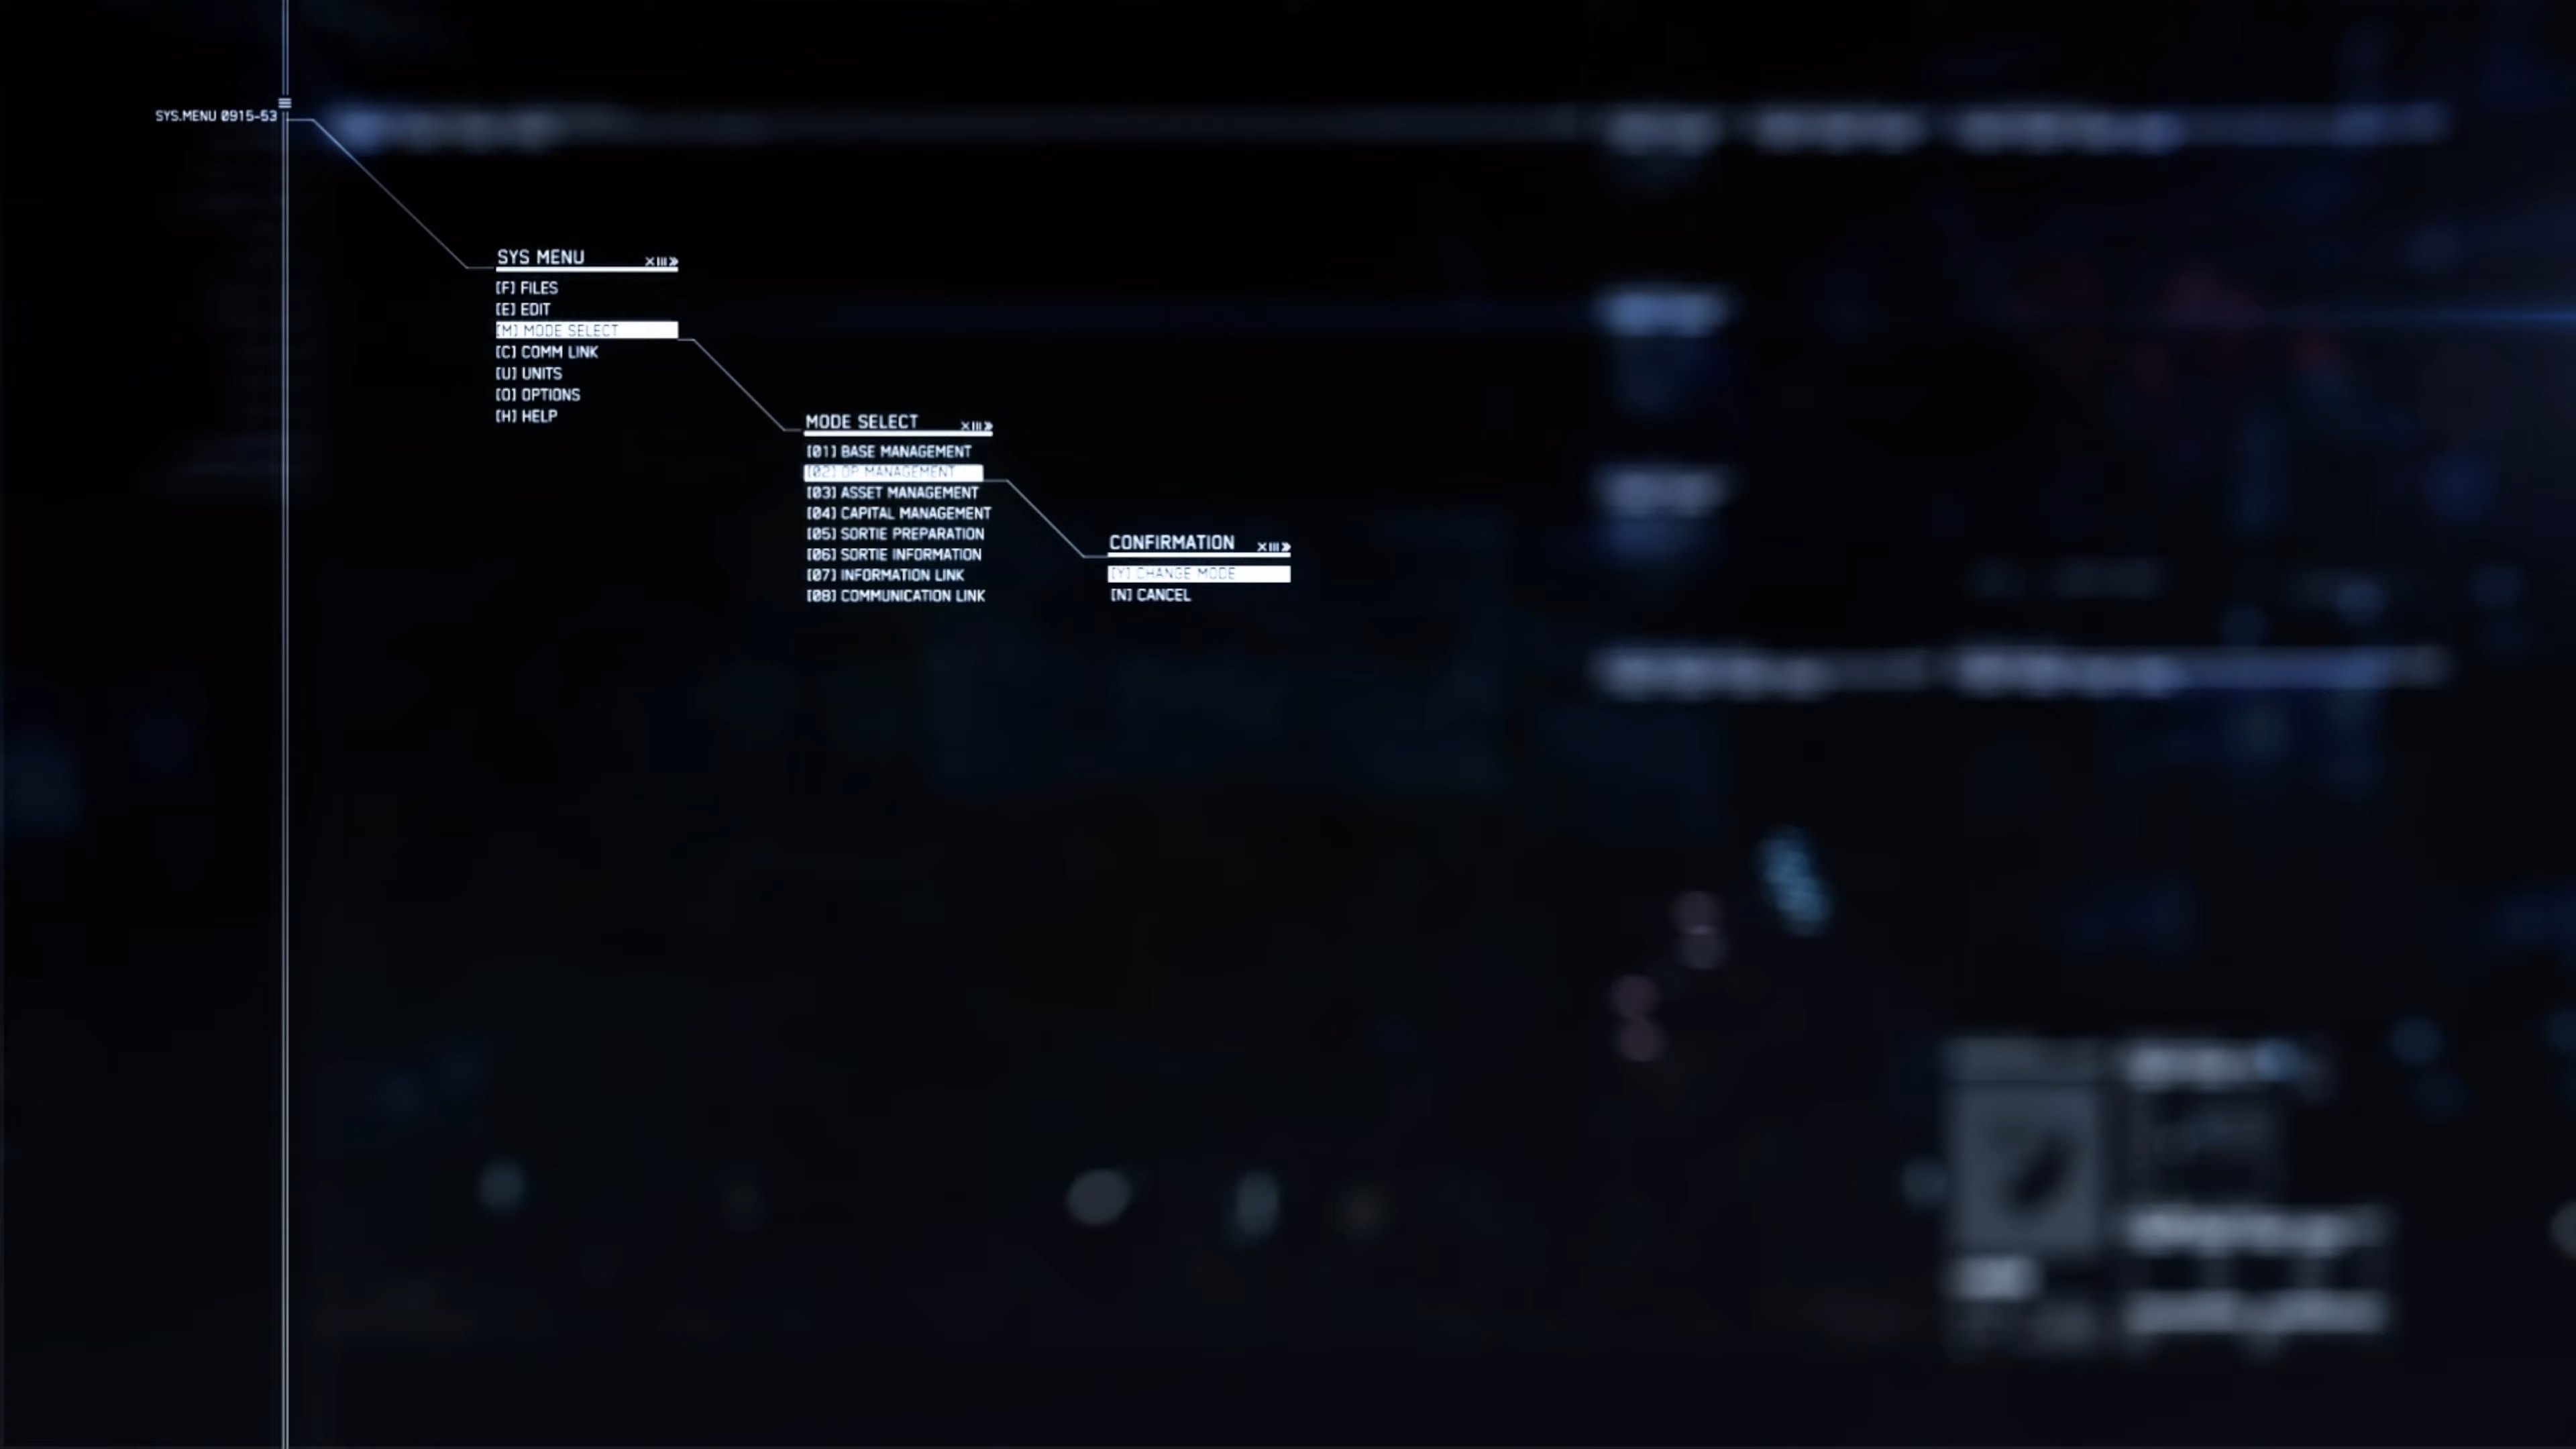 SYS.MENU 0915-53
SYS MENU
[F] FILES
[E] EDIT
[M] MODE SELECT
[C] COMM LINK
[U] UNITS
[O] OPTIONS
[H] HELP
MODE SELECT
[01] BASE MANAGEMENT
[02] OP MANAGEMENT
[03] ASSET MANAGEMENT
[04] CAPITAL MANAGEMENT
[05] SORTIE PREPARATION
[06] SORTIE INFORMATION
[07] INFORMATION LINK
[08] COMMUNICATION LINK
CONFIRMATION
[Y] CHANGE MODE
[N] CANCEL